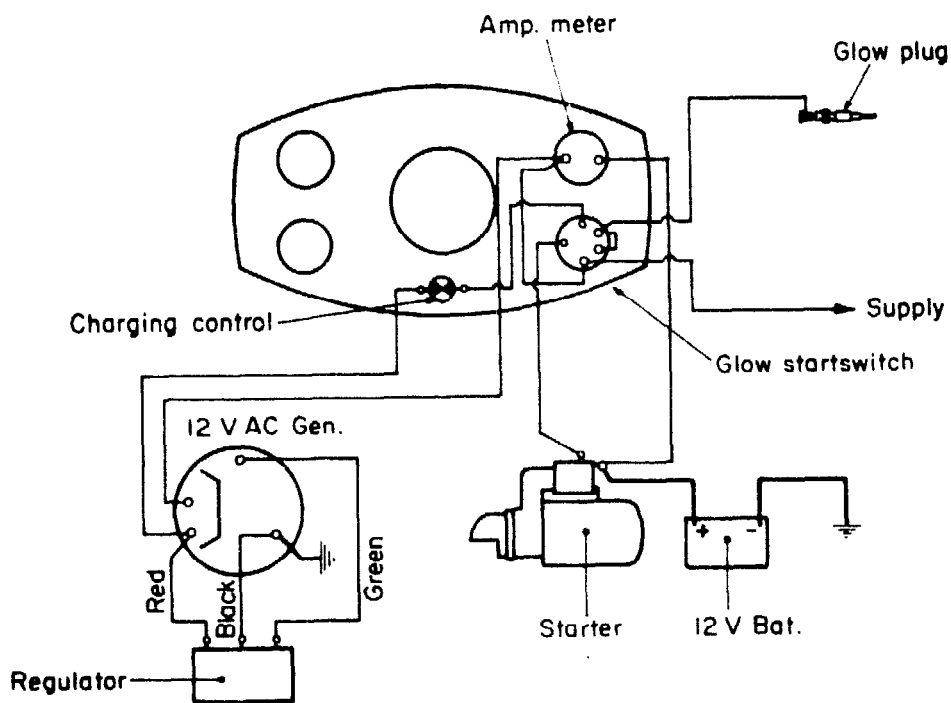 Amp. meter
Glow plug
Charging control
Supply
Glow startswitch
12 V AC Gen.
Red
Black
Green
+ -
Starter
12 V Bat.
Regulator